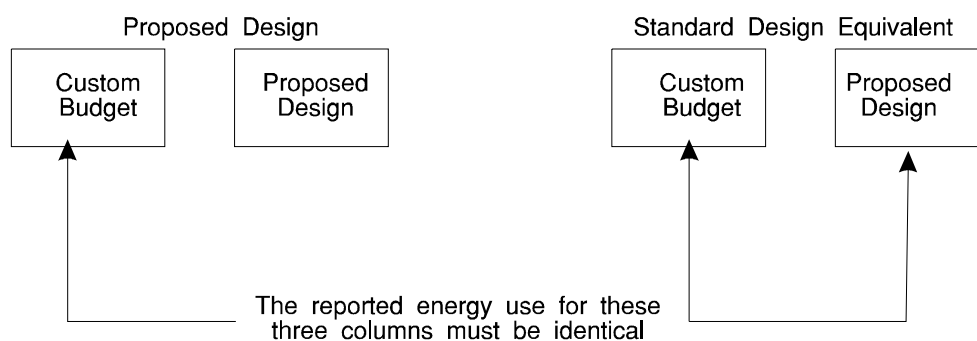 Proposed Design
Standard Design Equivalent
Custom
Budget
Proposed
Design
Custom
Budget
Proposed
Design
The reported energy use for these
three columns must be identical